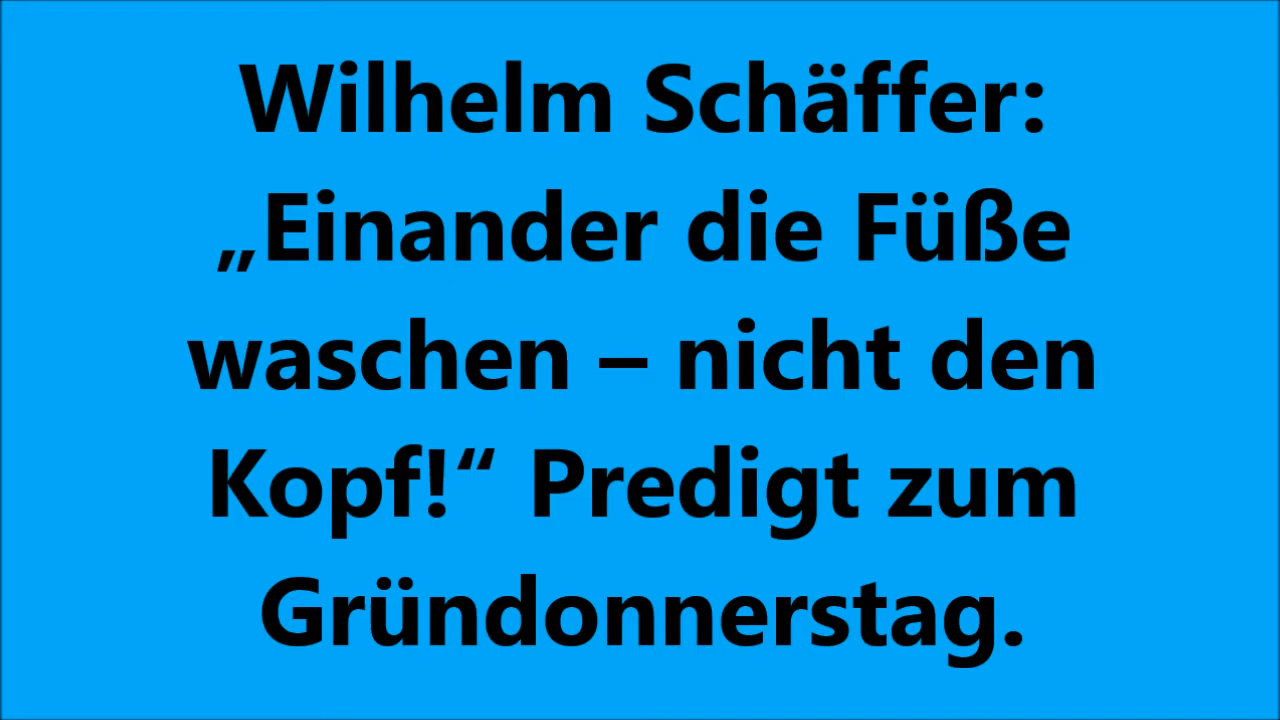 Wilhelm Schäffer:
„Einander die Füße
waschen – nicht den
Kopf!“ Predigt zum
Gründonnerstag.